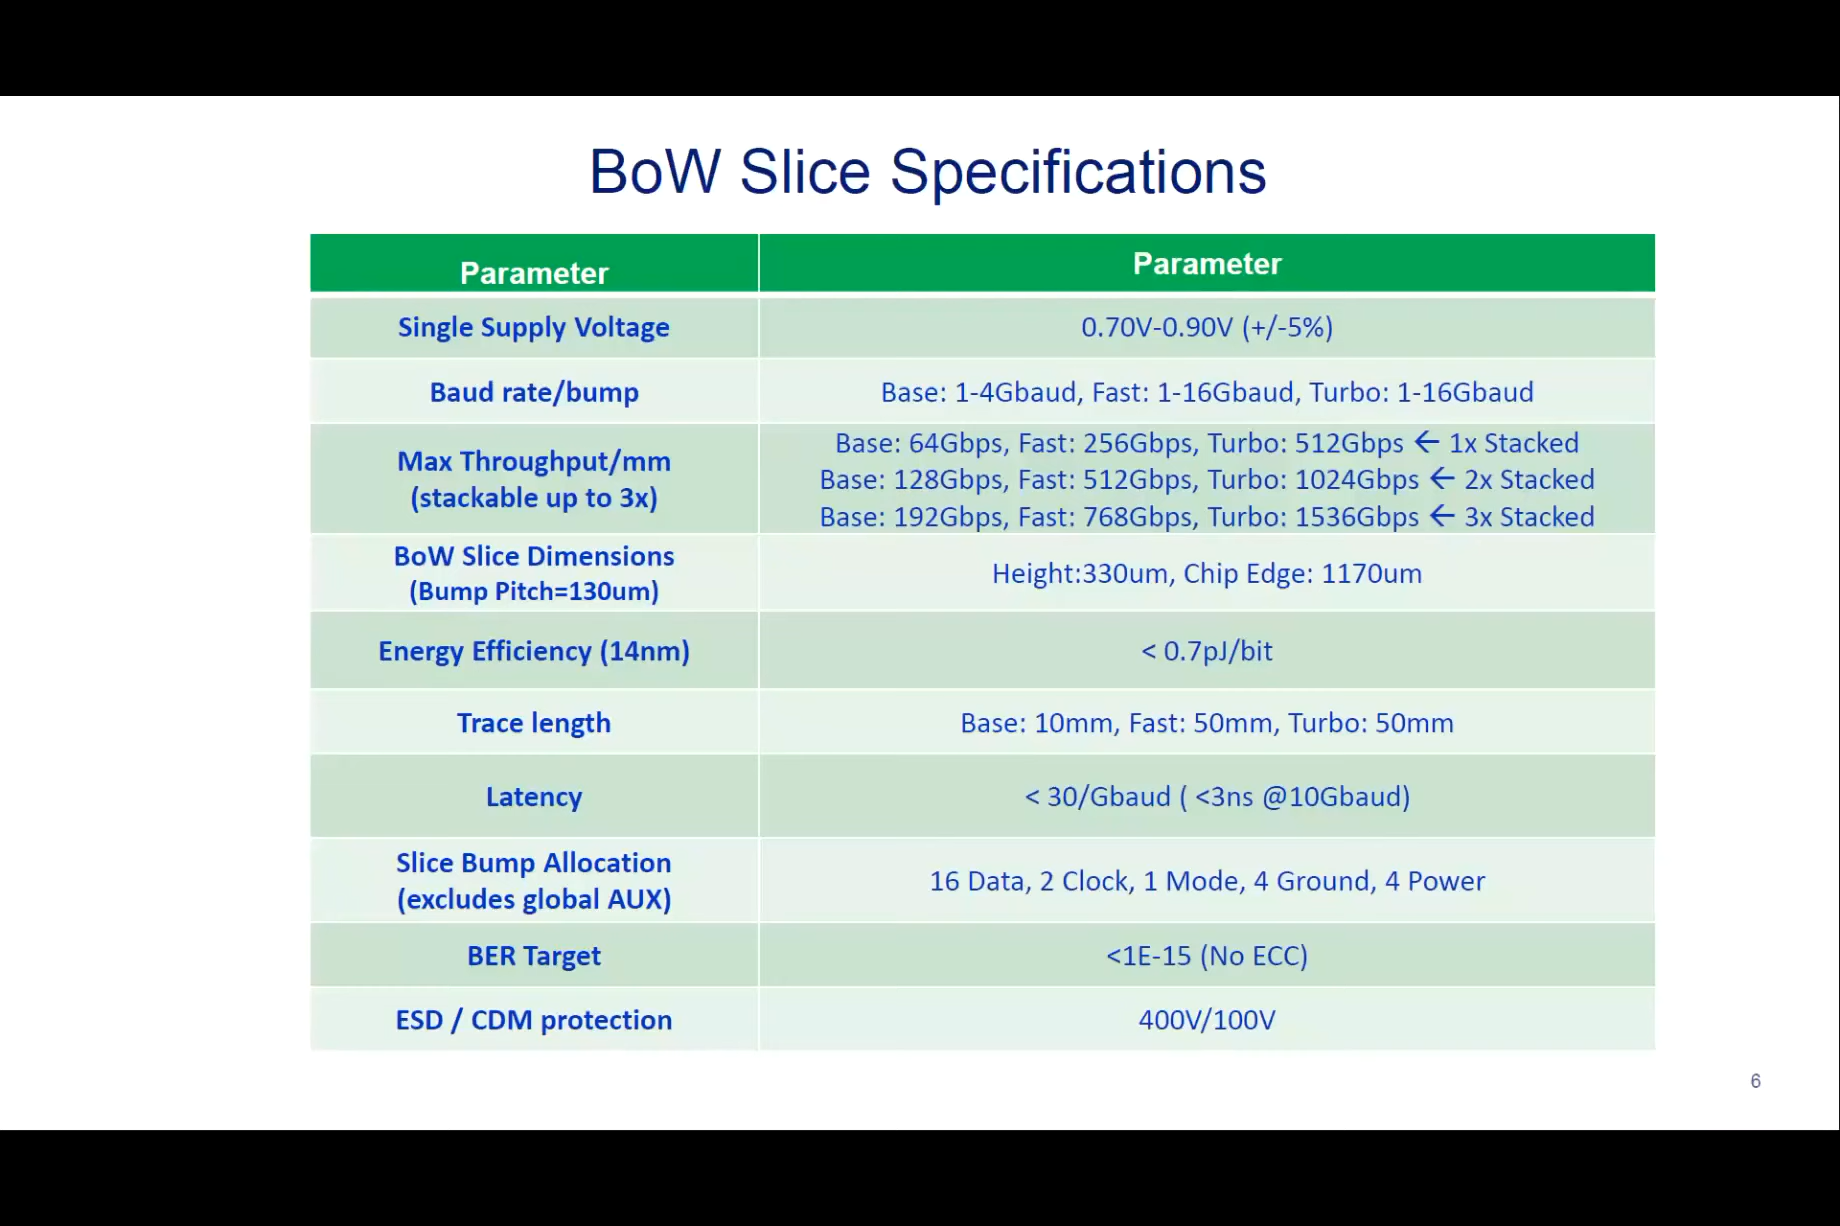 BoW Slice Specifications
Parameter
Parameter
Single Supply Voltage
0.70V-0.90V (+/-5%)
Baud rate/bump
Base: 1-4Gbaud, Fast: 1-16Gbaud, Turbo: 1-16Gbaud
Max Throughput/mm
(stackable up to 3x)
Base: 64Gbps, Fast: 256Gbps, Turbo: 512Gbps ← 1x Stacked
Base: 128Gbps, Fast: 512Gbps, Turbo: 1024Gbps ← 2x Stacked
Base: 192Gbps, Fast: 768Gbps, Turbo: 1536Gbps ← 3x Stacked
BoW Slice Dimensions
(Bump Pitch=130um)
Height:330um, Chip Edge: 1170um
Energy Efficiency (14nm)
< 0.7pJ/bit
Trace length
Base: 10mm, Fast: 50mm, Turbo: 50mm
Latency
< 30/Gbaud ( <3ns @10Gbaud)
Slice Bump Allocation
(excludes global AUX)
16 Data, 2 Clock, 1 Mode, 4 Ground, 4 Power
BER Target
<1E-15 (No ECC)
ESD / CDM protection
400V/100V
6